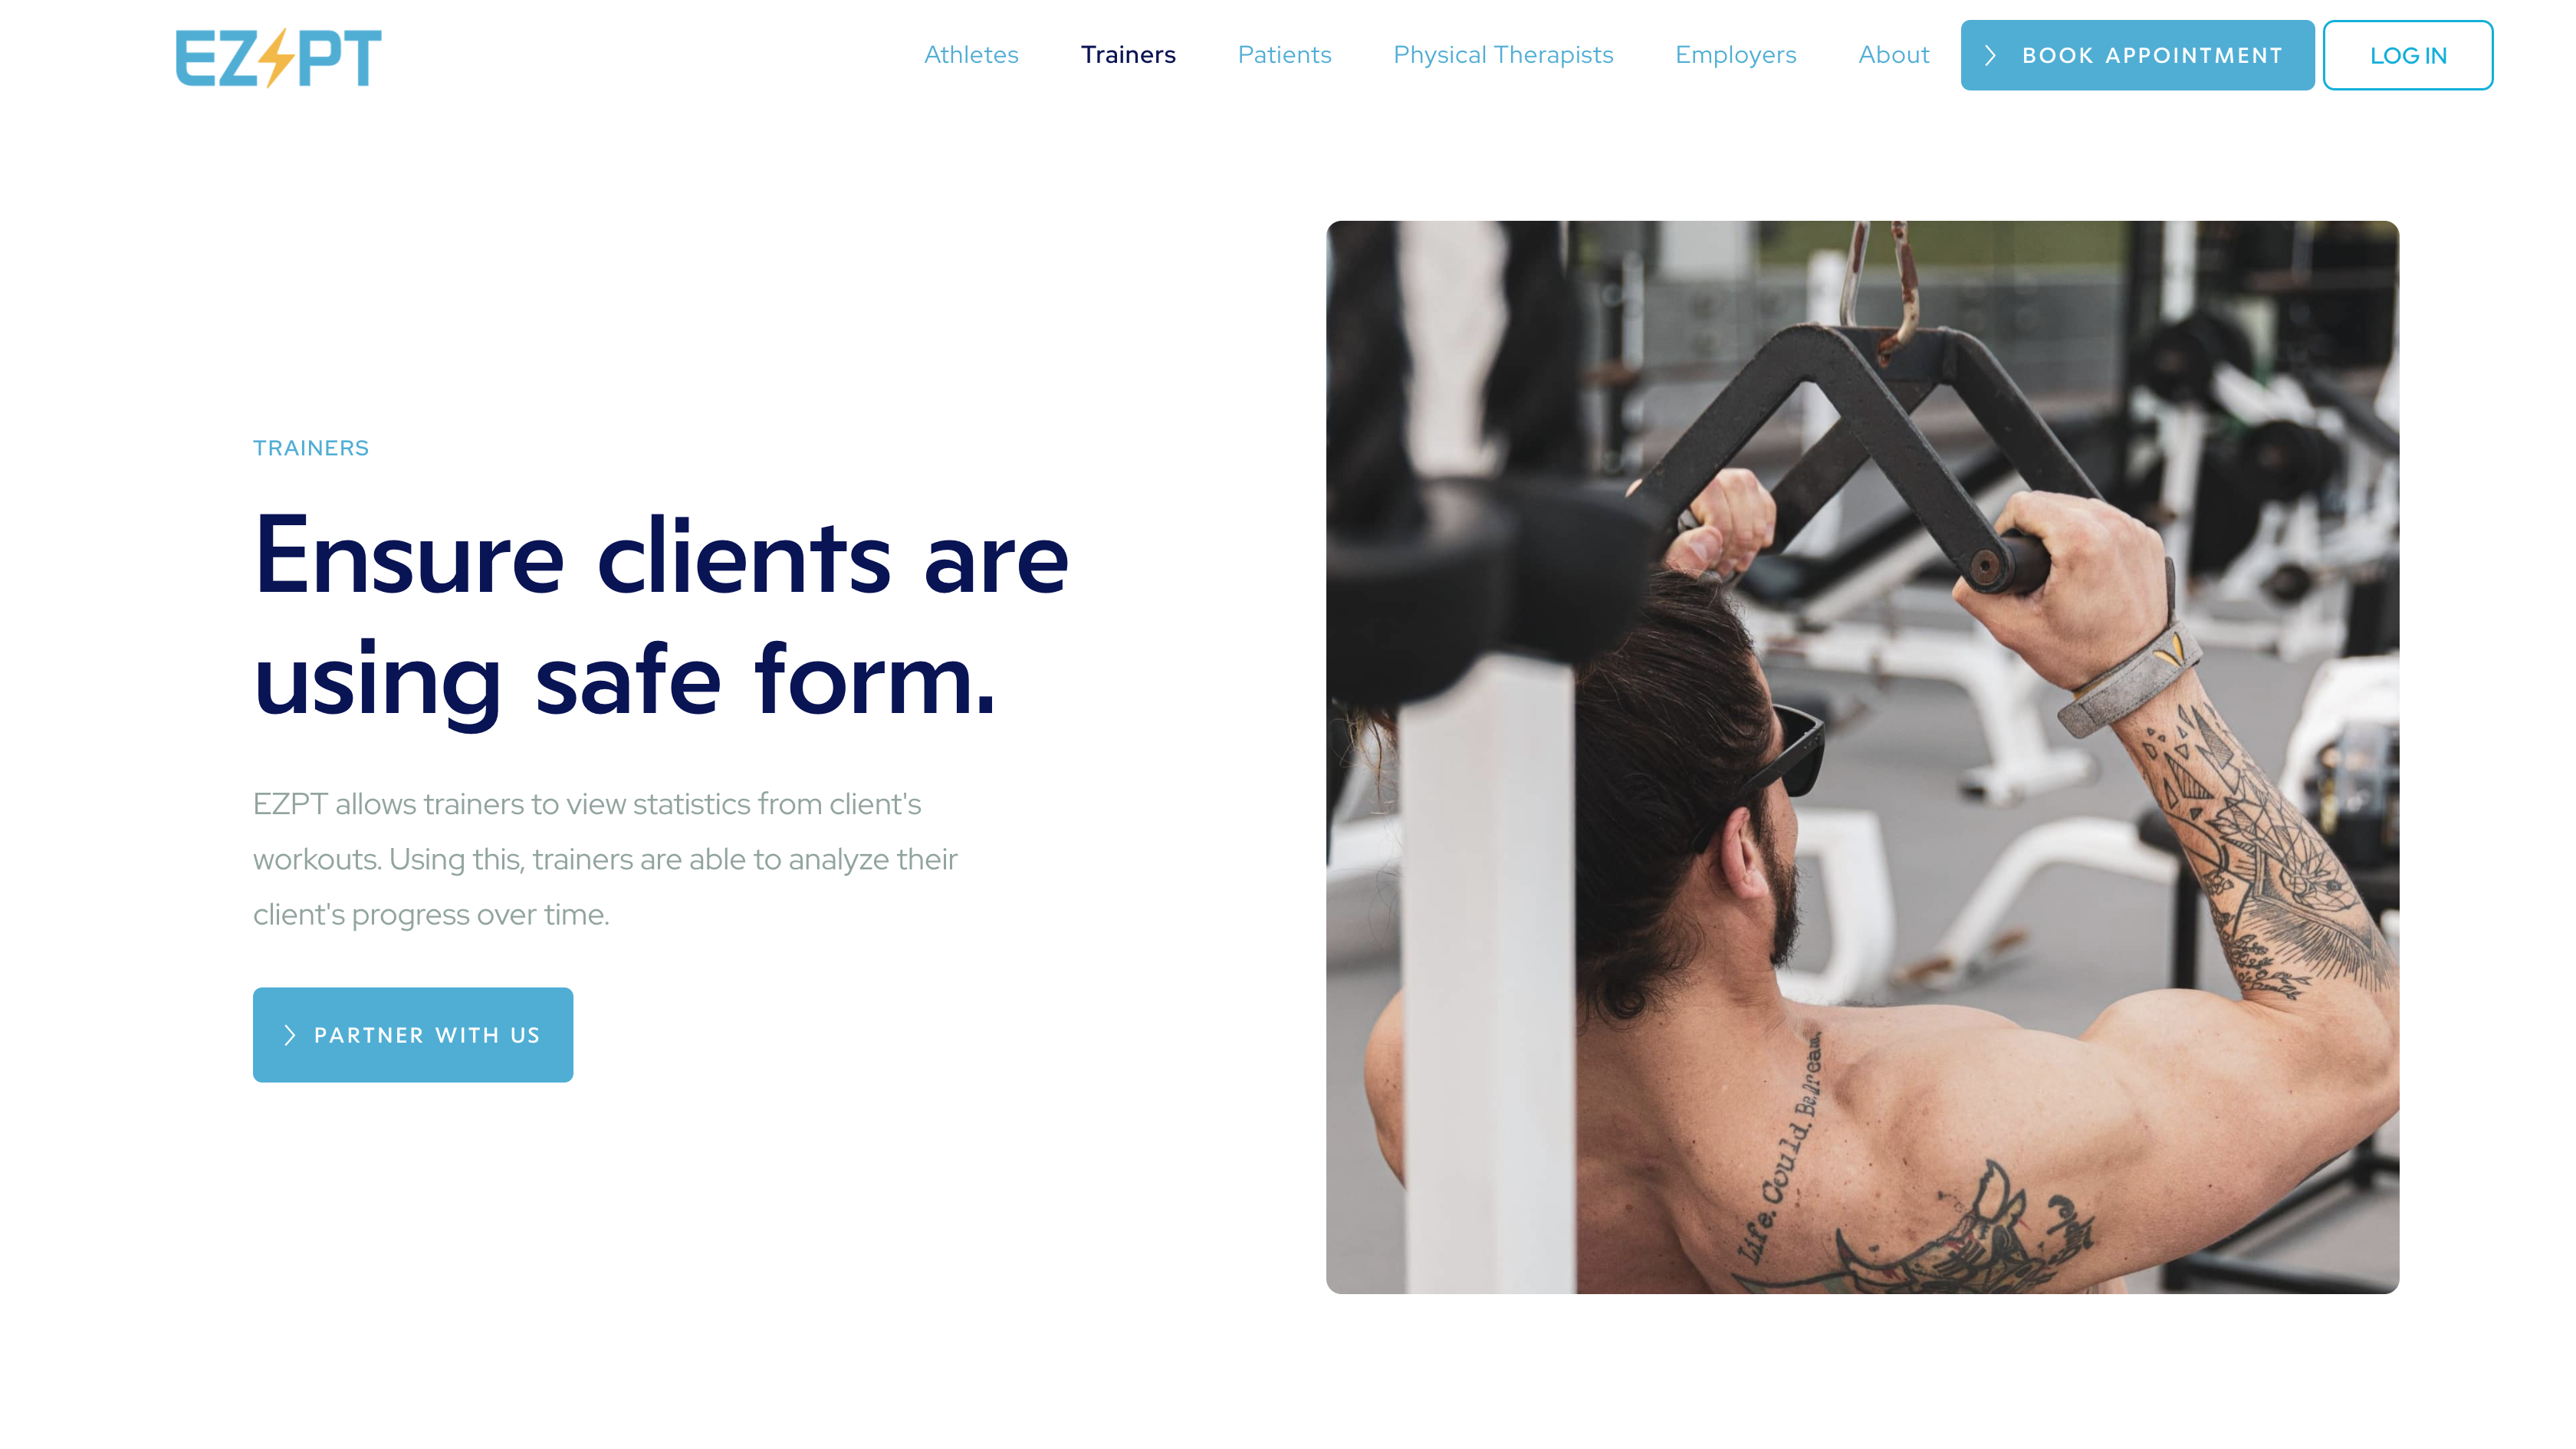 EZPT
Athletes Trainers Patients Physical Therapists Employers About BOOK APPOINTMENT LOG IN
TRAINERS
Ensure clients are
using safe form.
EZPT allows trainers to view statistics from client's
workouts. Using this, trainers are able to analyze their
client's progress over time.
PARTNER WITH US
Life. Could. Be.